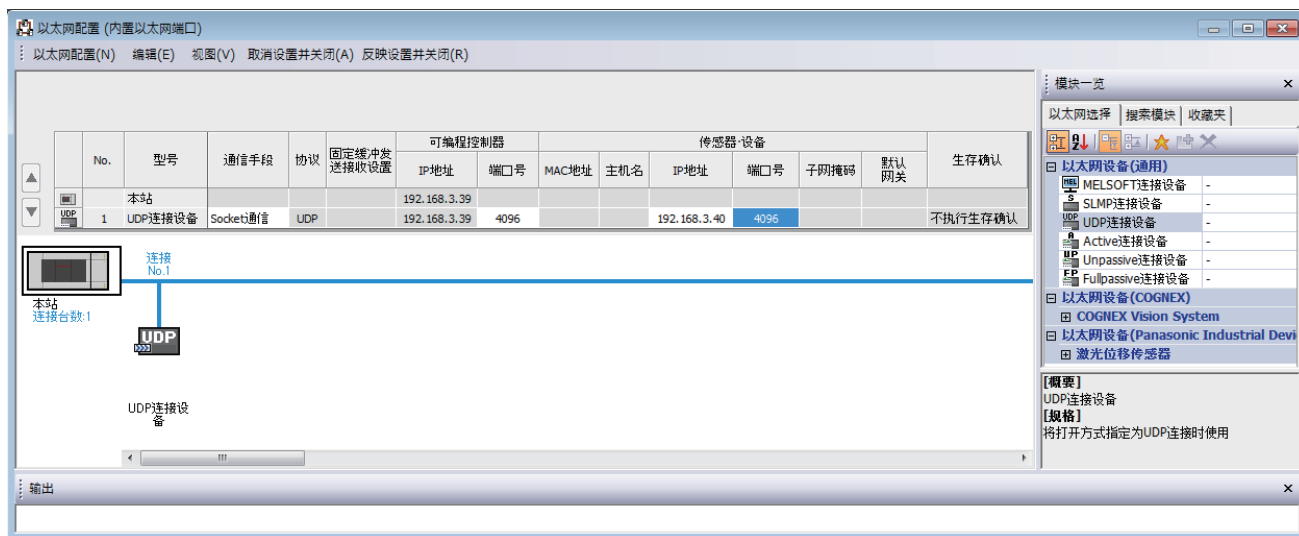 以太网配置 (内置以太网端口)
以太网配置(N) 编辑(E) 视图(V) 取消设置并关闭(A) 反映设置并关闭(R)
No. 型号 通信手段 协议 固定缓冲发送接收设置 可编程控制器 传感器·设备 生存确认
IP地址 端口号 MAC地址 主机名 IP地址 端口号 子网掩码 默认网关
本站 192.168.3.39
1 UDP连接设备 Socket通信 UDP 192.168.3.39 4096 192.168.3.40 4096 不执行生存确认
连接
No.1
本站
连接台数:1
UDP
UDP连接设
备
模块一览
以太网选择 搜索模块 收藏夹
以太网设备(通用)
MELSOFT连接设备 -
SLMP连接设备 -
UDP连接设备 -
Active连接设备 -
Unpassive连接设备 -
Fullpassive连接设备 -
以太网设备(COGNEX)
COGNEX Vision System
以太网设备(Panasonic Industrial Devi
激光位移传感器
[概要]
UDP连接设备
[规格]
将打开方式指定为UDP连接时使用
输出